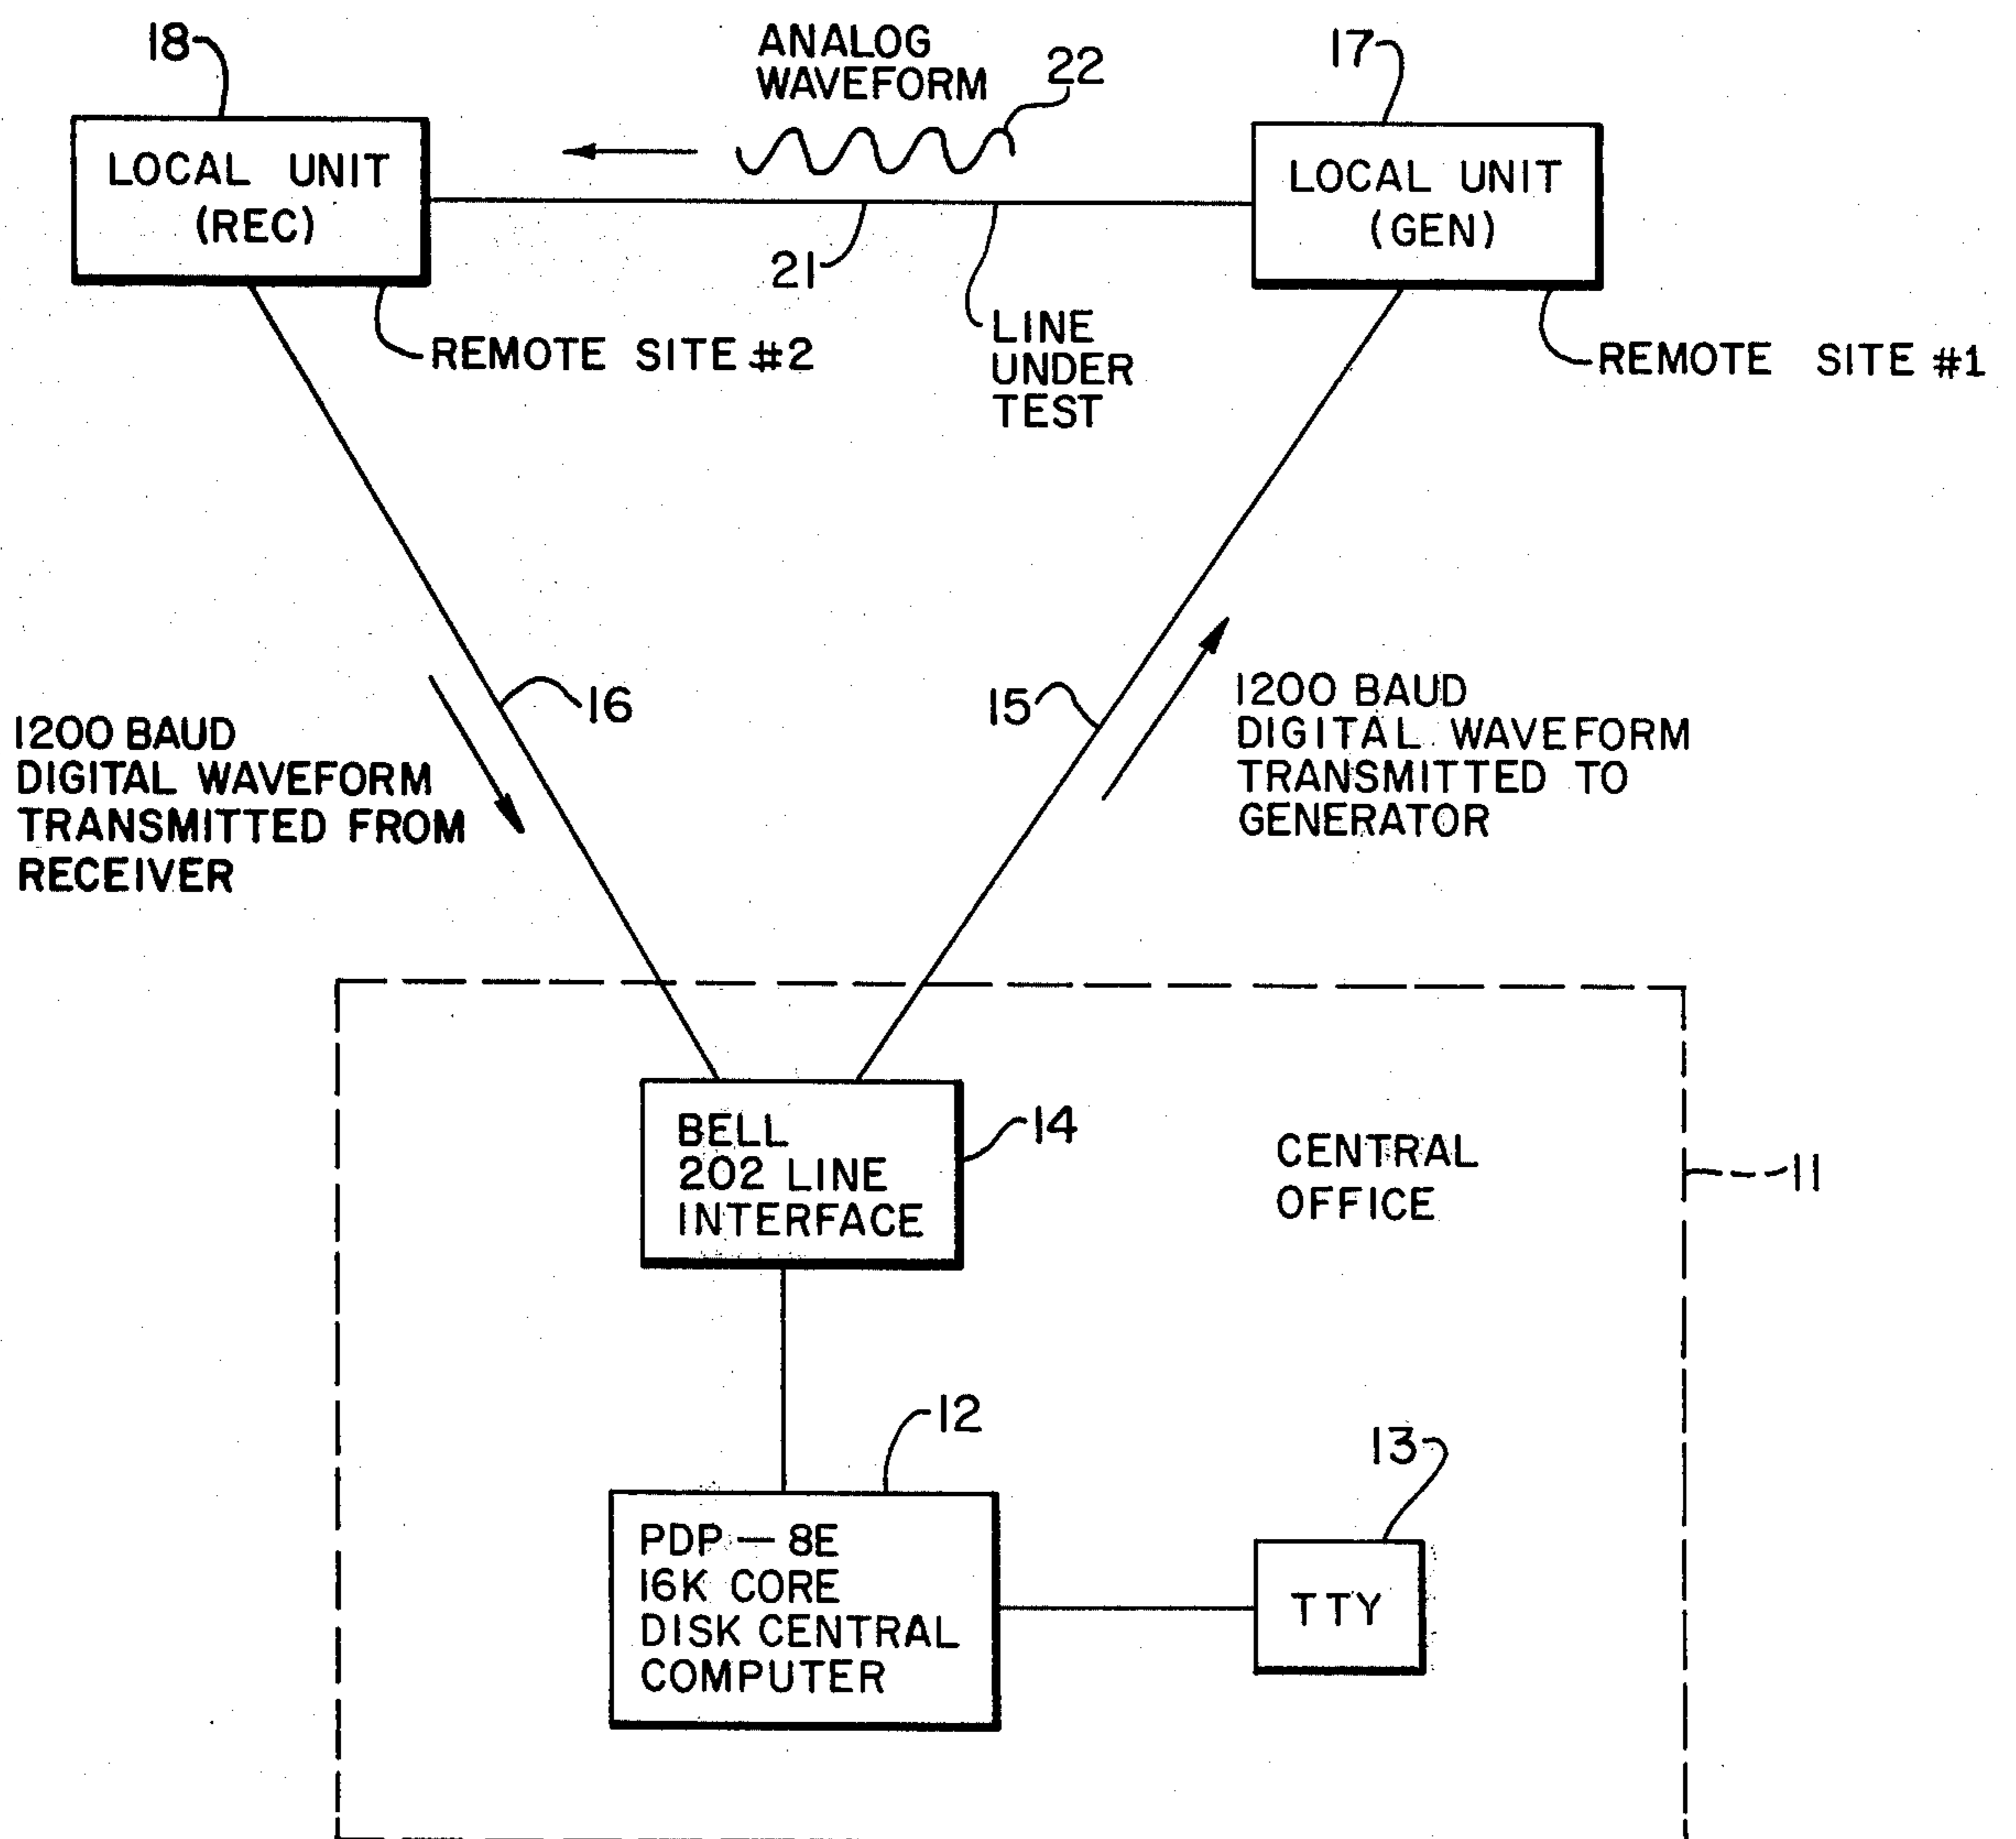 18
ANALOG
WAVEFORM
22
17
LOCAL UNIT
(REC)
LOCAL UNIT
(GEN)
21
REMOTE SITE #2
LINE
UNDER
TEST
REMOTE SITE #1
16
15
1200 BAUD
DIGITAL WAVEFORM
TRANSMITTED FROM
RECEIVER
1200 BAUD
DIGITAL WAVEFORM
TRANSMITTED TO
GENERATOR
BELL
202 LINE
INTERFACE
14
CENTRAL
OFFICE
11
12
13
PDP — 8E
16K CORE
DISK CENTRAL
COMPUTER
TTY